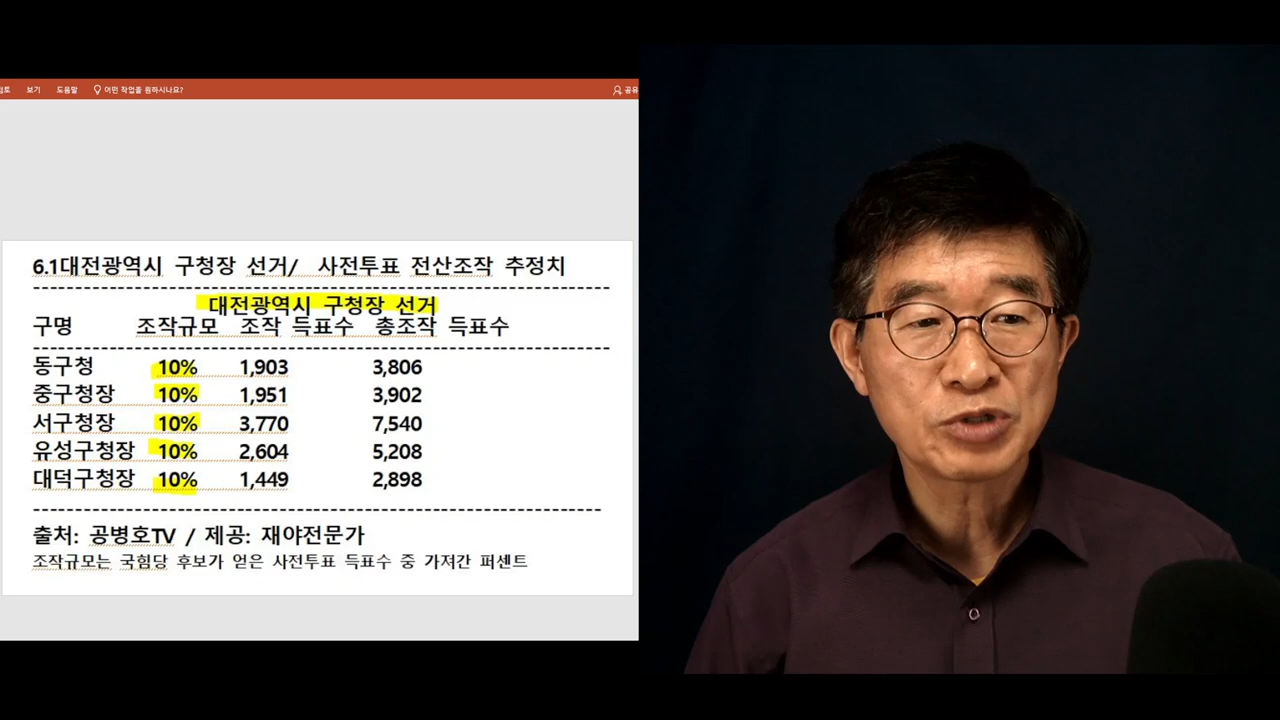 보기 도움말 어떤 작업을 원하시나요? 공유
6.1대전광역시 구청장 선거/ 사전투표 전산조작 추정치
대전광역시 구청장 선거
구명 조작규모 조작 득표수 총조작 득표수
동구청 10% 1,903 3,806
중구청장 10% 1,951 3,902
서구청장 10% 3,770 7,540
유성구청장 10% 2,604 5,208
대덕구청장 10% 1,449 2,898
출처: 공병호TV / 제공: 재야전문가
조작규모는 국힘당 후보가 얻은 사전투표 득표수 중 가져간 퍼센트